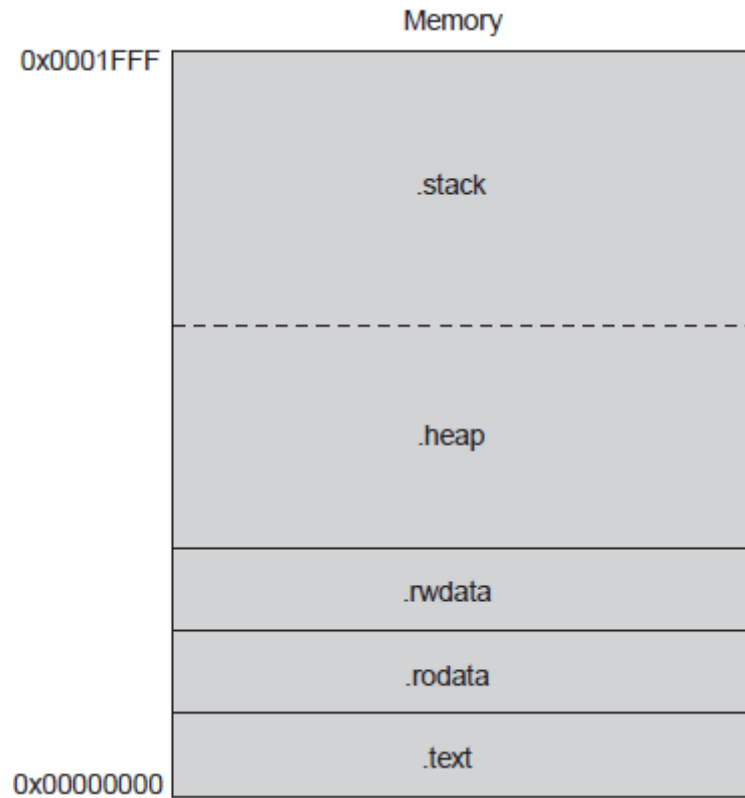 Memory
0x0001FFF
.stack
.heap
.rwdata
.rodata
.text
0x00000000